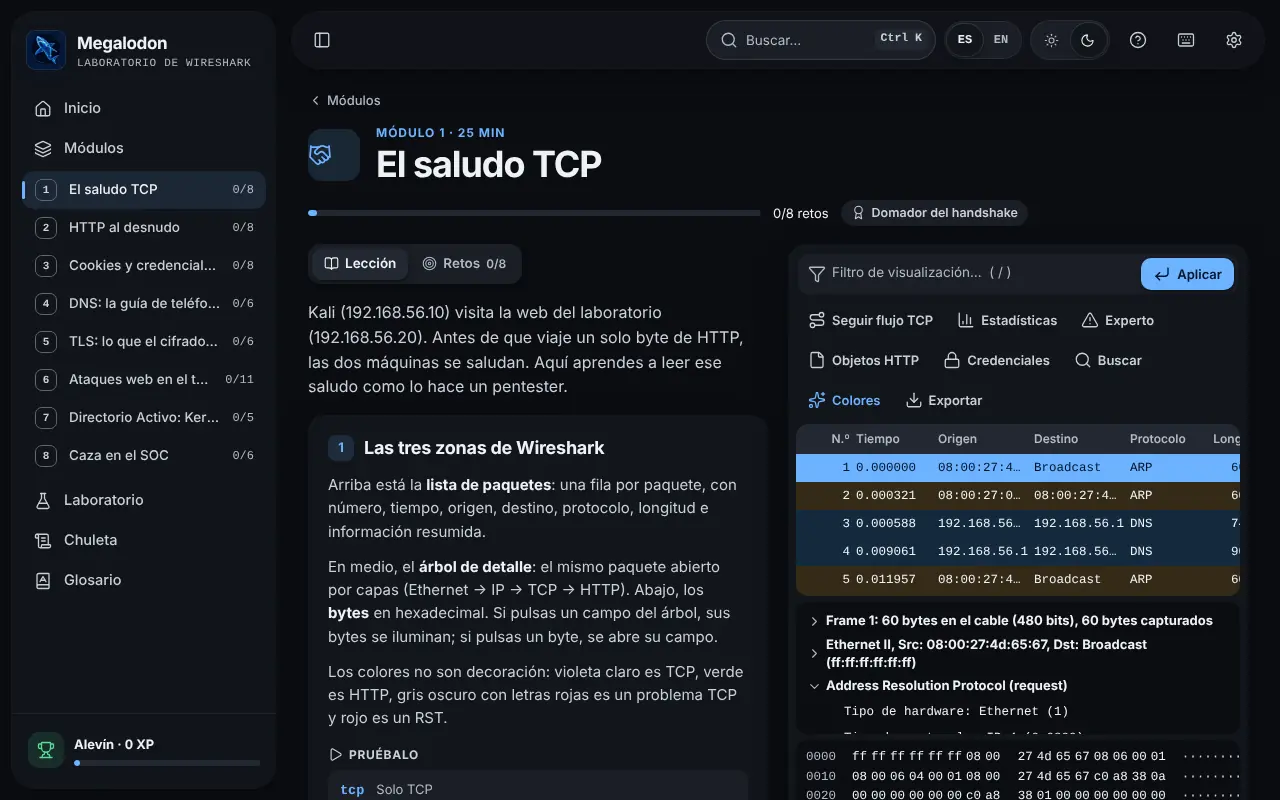 Megalodon
LABORATORIO DE WIRESHARK
Inicio
Módulos
1 El saludo TCP 0/8
2 HTTP al desnudo 0/8
3 Cookies y credencial... 0/8
4 DNS: la guía de teléfo... 0/6
5 TLS: lo que el cifrado... 0/6
6 Ataques web en el t... 0/11
7 Directorio Activo: Ker... 0/5
8 Caza en el SOC 0/6
Laboratorio
Chuleta
Glosario
Alevín · 0 XP
Buscar... Ctrl K
ES EN
Módulos
MÓDULO 1 · 25 MIN
El saludo TCP
0/8 retos Domador del handshake
Lección Retos 0/8
Kali (192.168.56.10) visita la web del laboratorio
(192.168.56.20). Antes de que viaje un solo byte de HTTP,
las dos máquinas se saludan. Aquí aprendes a leer ese
saludo como lo hace un pentester.
1 Las tres zonas de Wireshark
Arriba está la lista de paquetes: una fila por paquete, con
número, tiempo, origen, destino, protocolo, longitud e
información resumida.
En medio, el árbol de detalle: el mismo paquete abierto
por capas (Ethernet → IP → TCP → HTTP). Abajo, los
bytes en hexadecimal. Si pulsas un campo del árbol, sus
bytes se iluminan; si pulsas un byte, se abre su campo.
Los colores no son decoración: violeta claro es TCP, verde
es HTTP, gris oscuro con letras rojas es un problema TCP
y rojo es un RST.
PRUÉBALO
tcp Solo TCP
Filtro de visualización... ( / ) Aplicar
Seguir flujo TCP Estadísticas Experto
Objetos HTTP Credenciales Buscar
Colores Exportar
N.º Tiempo Origen Destino Protocolo Long
1 0.000000 08:00:27:4… Broadcast ARP 6
2 0.000321 08:00:27:0… 08:00:27:4… ARP 6
3 0.000588 192.168.56… 192.168.56.1 DNS 7
4 0.009061 192.168.56.1 192.168.56… DNS 9
5 0.011957 08:00:27:4… Broadcast ARP 6
Frame 1: 60 bytes en el cable (480 bits), 60 bytes capturados
Ethernet II, Src: 08:00:27:4d:65:67, Dst: Broadcast
(ff:ff:ff:ff:ff:ff)
Address Resolution Protocol (request)
Tipo de hardware: Ethernet (1)
0000 ff ff ff ff ff ff 08 00 27 4d 65 67 08 06 00 01 ········
0010 08 00 06 04 00 01 08 00 27 4d 65 67 c0 a8 38 0a ········
0020 00 00 00 00 00 00 c0 a8 38 01 00 00 00 00 00 00 ········